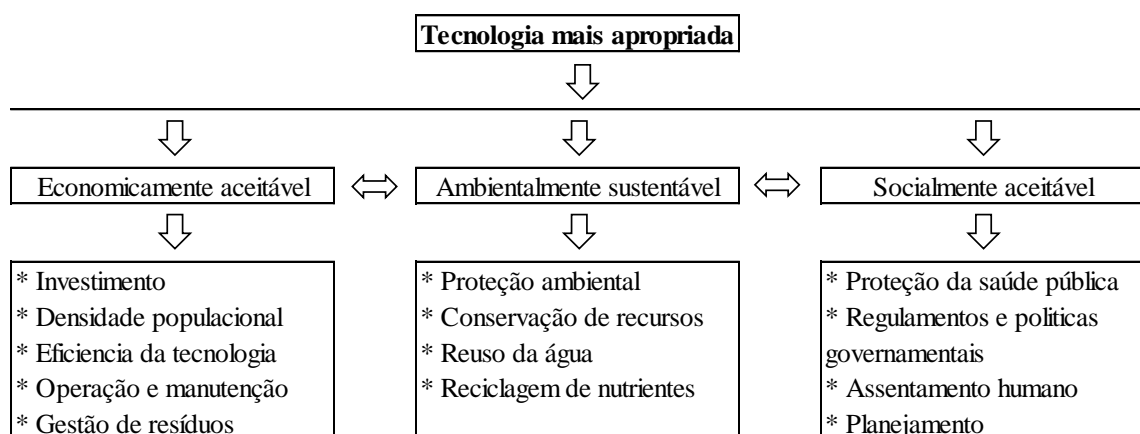 Tecnologia mais apropriada
Economicamente aceitável
Ambientalmente sustentável
Socialmente aceitável
* Investimento
* Densidade populacional
* Eficiencia da tecnologia
* Operação e manutenção
* Gestão de resíduos
* Proteção ambiental
* Conservação de recursos
* Reuso da água
* Reciclagem de nutrientes
* Proteção da saúde pública
* Regulamentos e politicas
governamentais
* Assentamento humano
* Planejamento